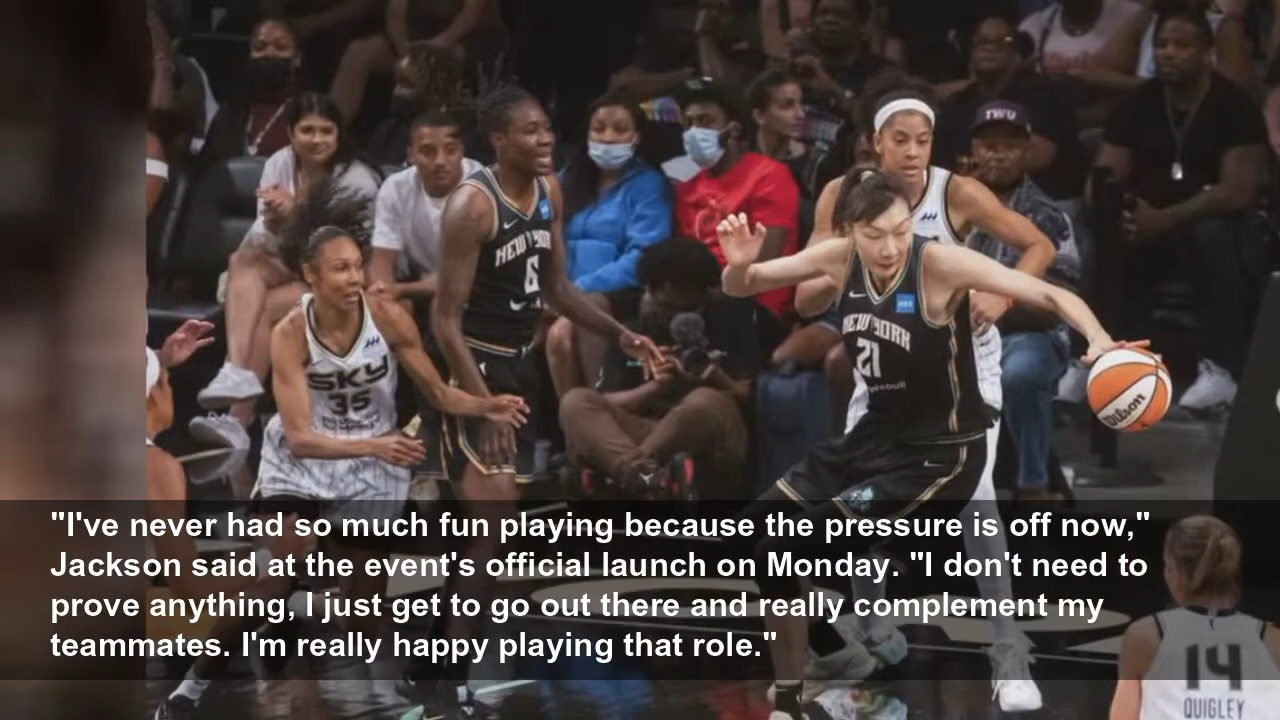 TWU
NEW YORK
6
NEW YORK
21
SKY
35
Wilson
"I've never had so much fun playing because the pressure is off now,"
Jackson said at the event's official launch on Monday. "I don't need to
prove anything, I just get to go out there and really complement my
teammates. I'm really happy playing that role."
14
QUIGLEY